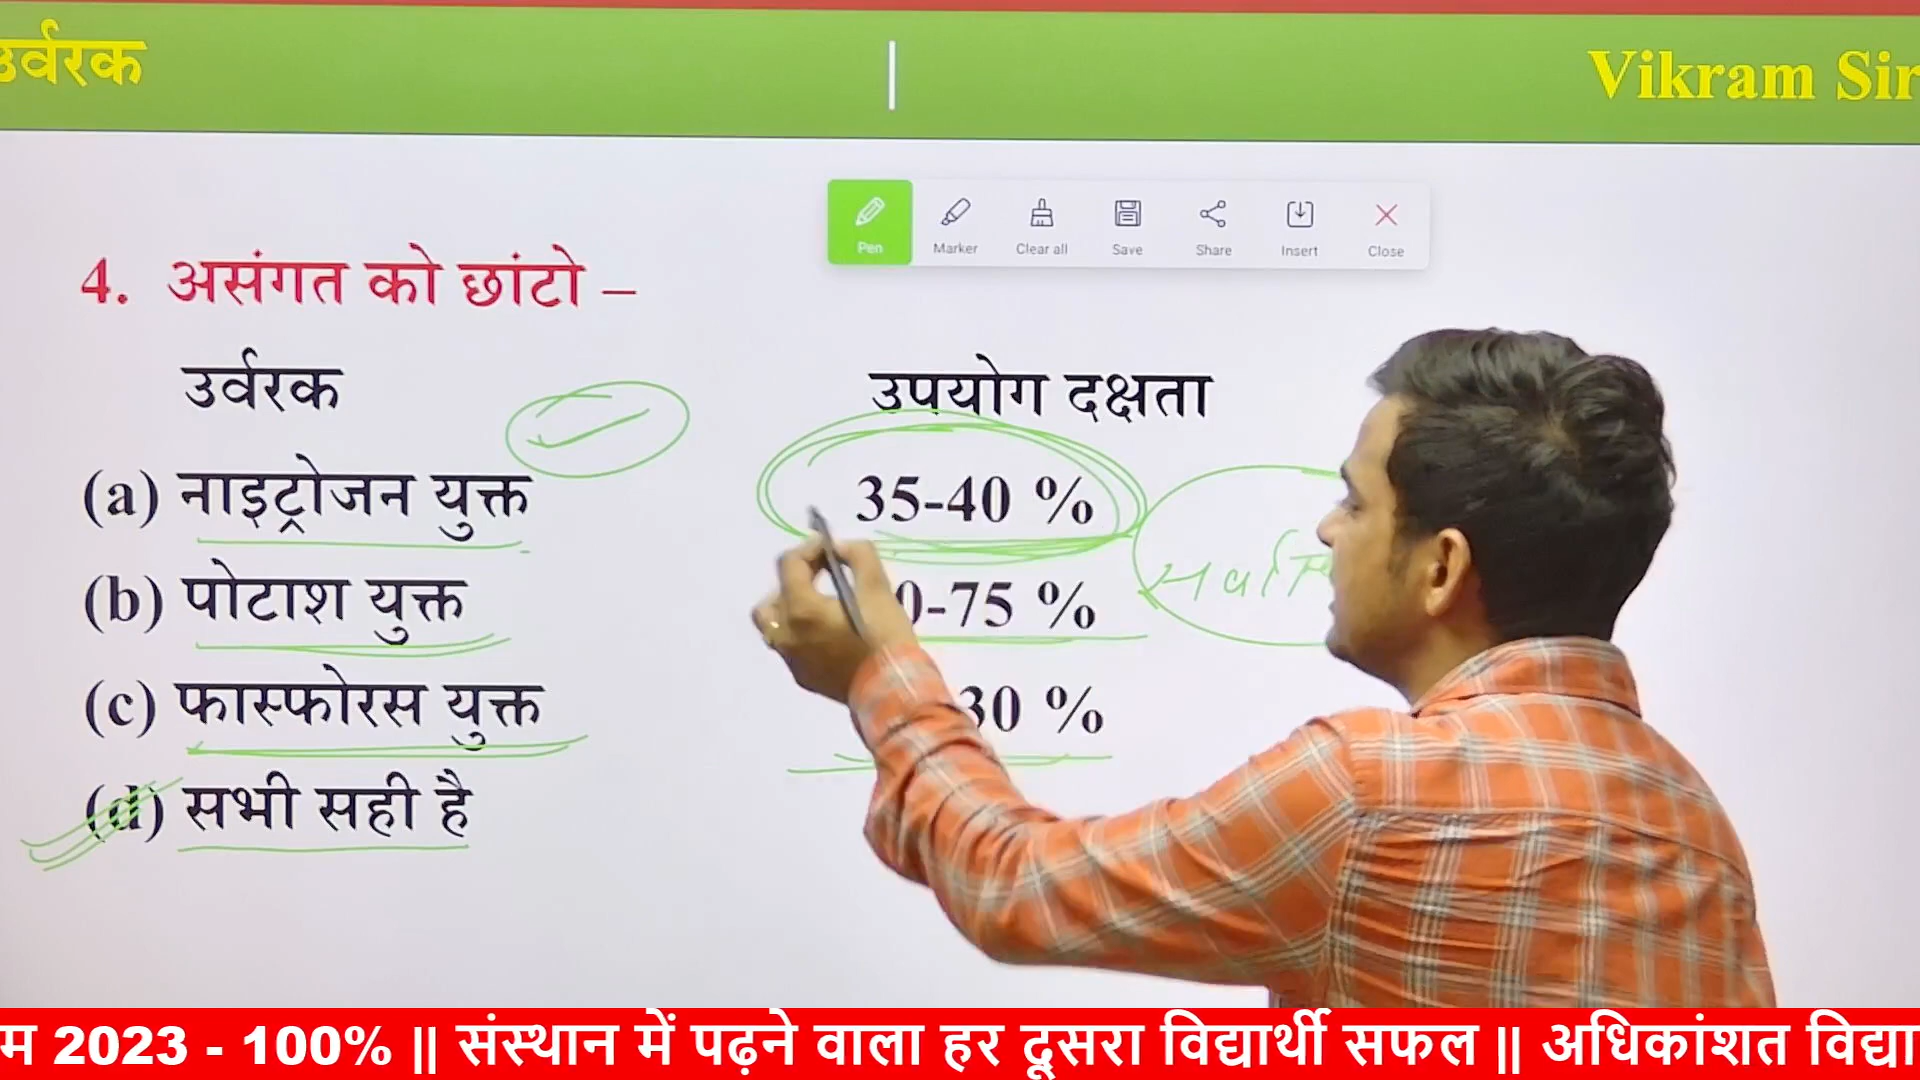 उर्वरक | Vikram Sir
Pen Marker Clear all Save Share Insert Close
4. असंगत को छांटो –
उर्वरक उपयोग दक्षता
(a) नाइट्रोजन युक्त 35-40 %
(b) पोटाश युक्त 0-75 %
(c) फास्फोरस युक्त 30 %
(d) सभी सही है
2023 - 100% || संस्थान में पढ़ने वाला हर दूसरा विद्यार्थी सफल || अधिकांशत